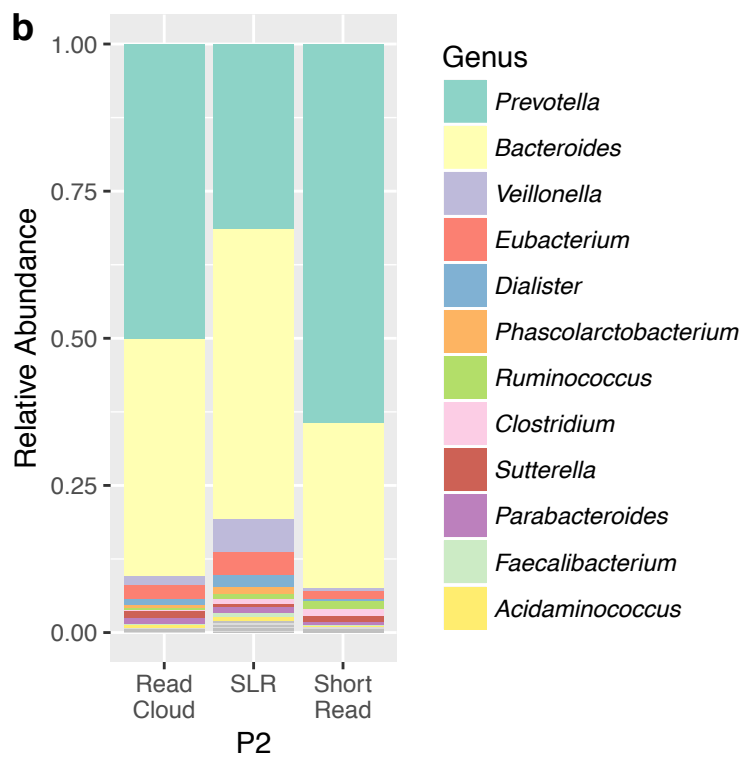 b
Relative Abundance
1.00
0.75
0.50
0.25
0.00
Read
Cloud
SLR
Short
Read
P2
Genus
Prevotella
Bacteroides
Veillonella
Eubacterium
Dialister
Phascolarctobacterium
Ruminococcus
Clostridium
Sutterella
Parabacteroides
Faecalibacterium
Acidaminococcus